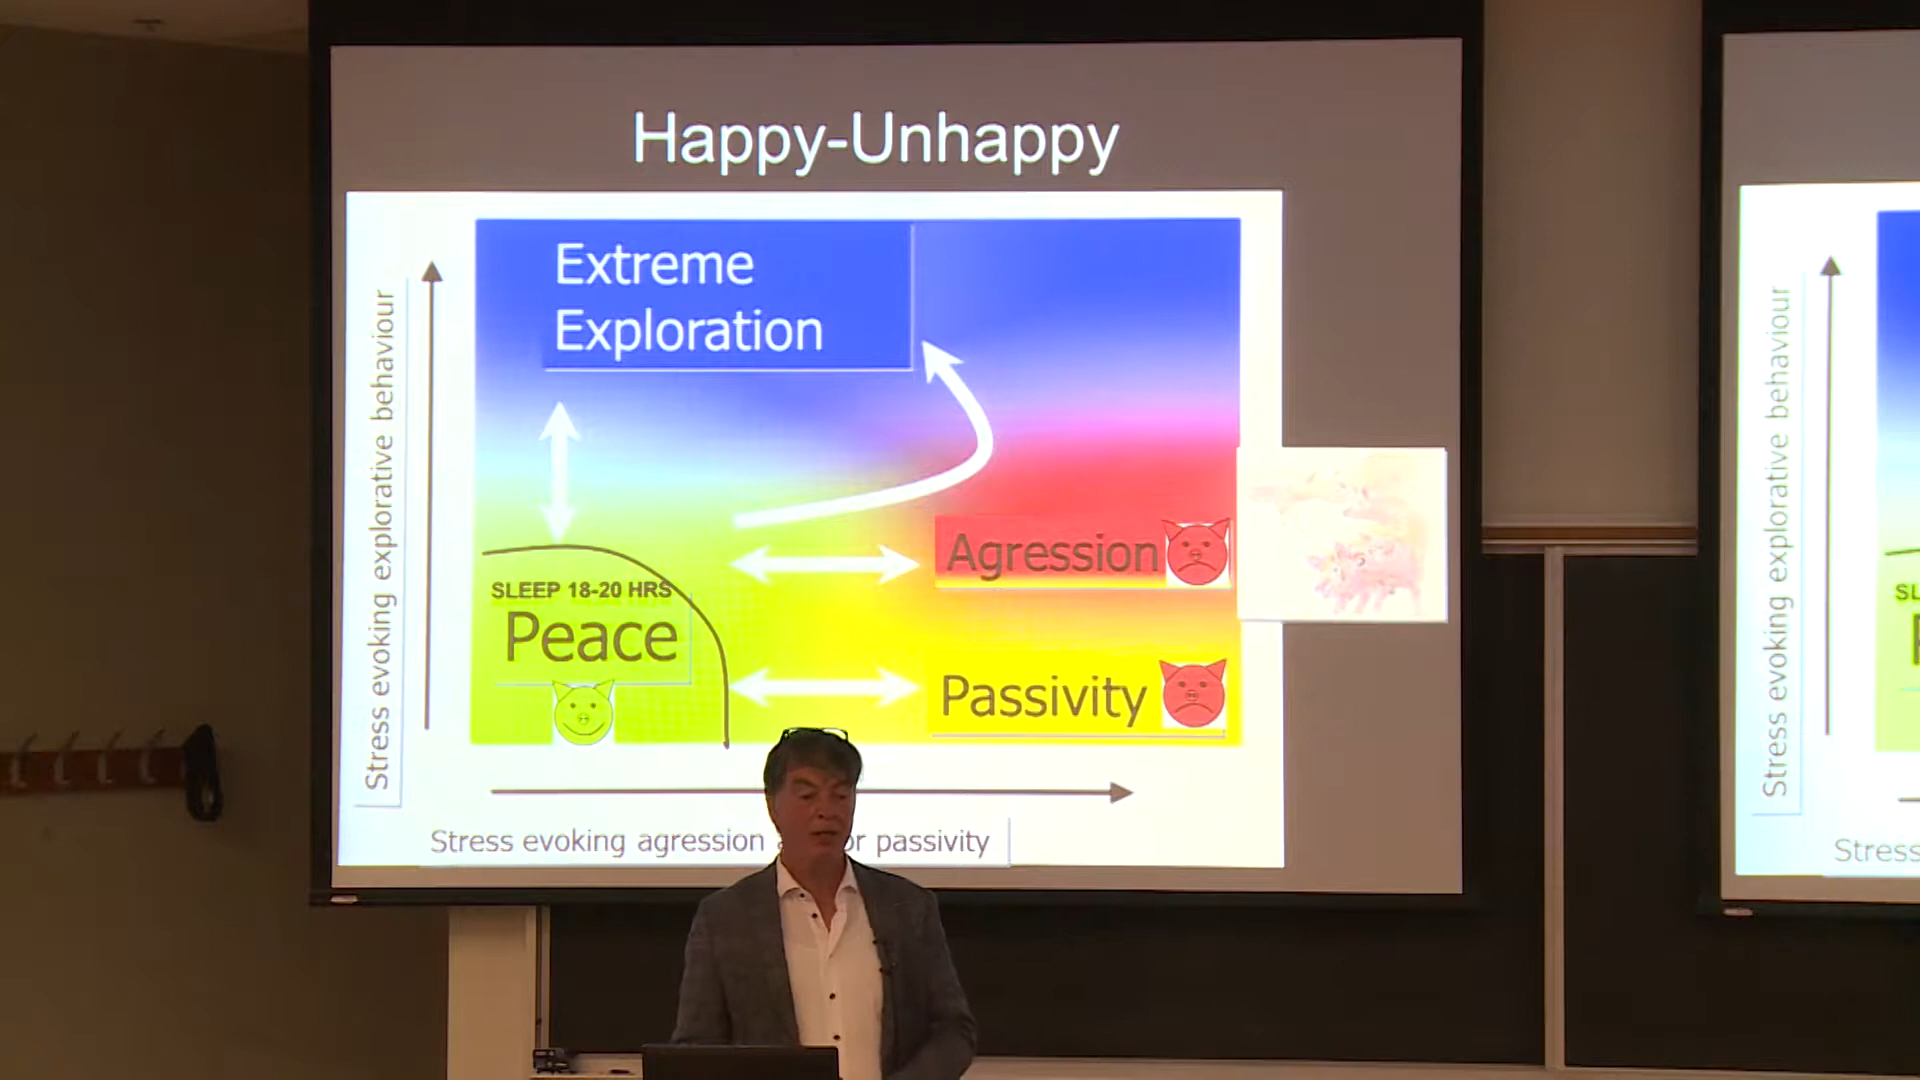 Happy-Unhappy
Extreme
Exploration
Stress evoking explorative behaviour
Agression
SLEEP 18-20 HRS
Peace
Passivity
Stress evoking agression or passivity
Stress evoking explorative behaviour
SL
Stress